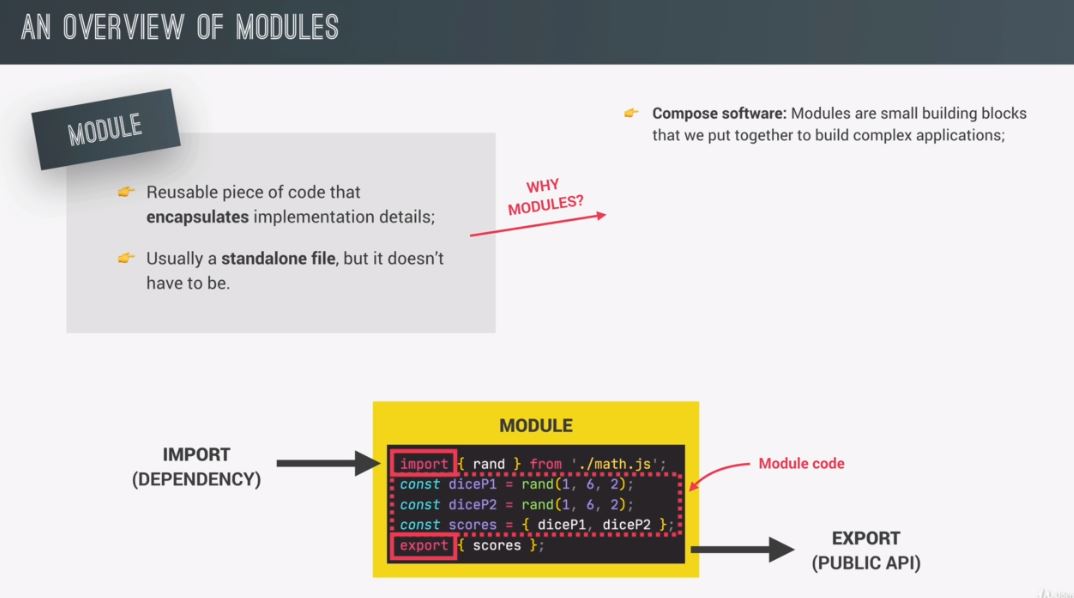 AN OVERVIEW OF MODULES
MODULE
👉 Reusable piece of code that
encapsulates implementation details;
👉 Usually a standalone file, but it doesn't
have to be.
WHY
MODULES?
👉 Compose software: Modules are small building blocks
that we put together to build complex applications;
IMPORT
(DEPENDENCY)
MODULE
import { rand } from './math.js';
const diceP1 = rand(1, 6, 2);
const diceP2 = rand(1, 6, 2);
const scores = { diceP1, diceP2 };
export { scores };
Module code
EXPORT
(PUBLIC API)